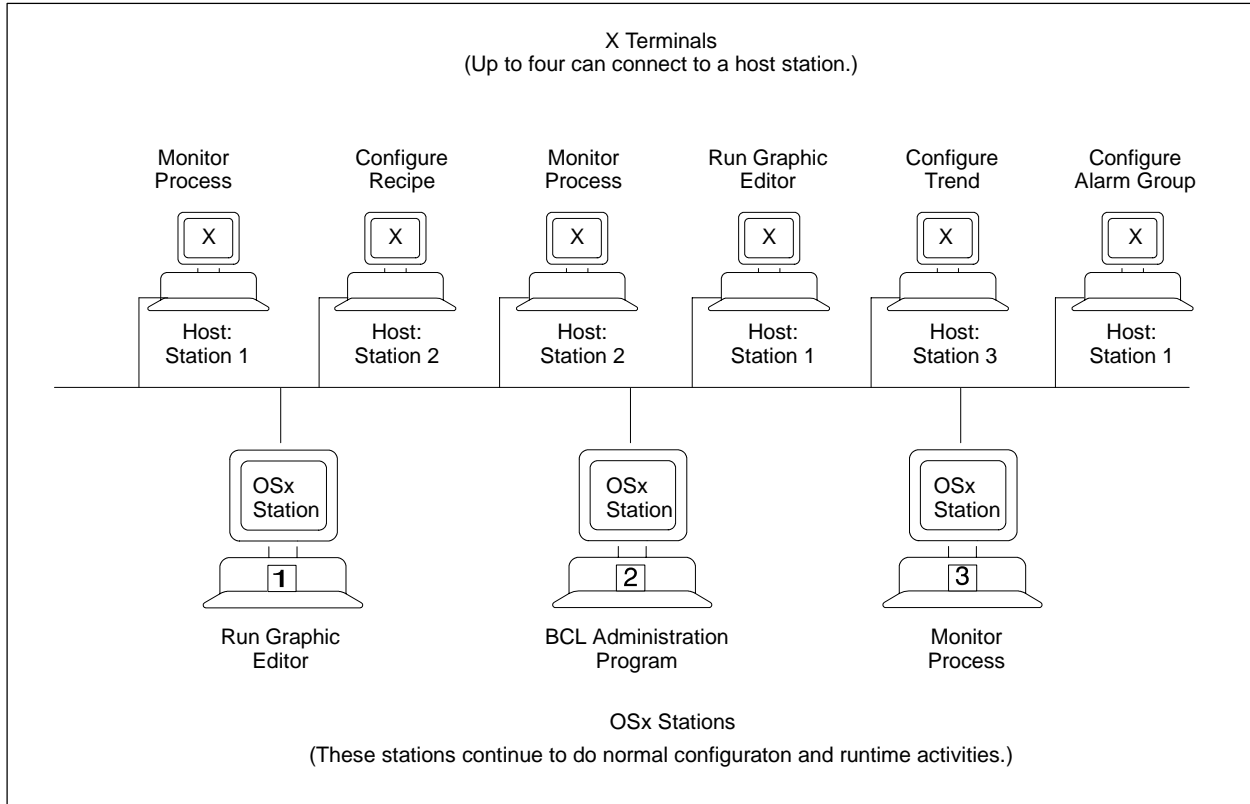 X Terminals
(Up to four can connect to a host station.)
Monitor
Process
Configure
Recipe
Monitor
Process
Run Graphic
Editor
Configure
Trend
Configure
Alarm Group
X
X
X
X
X
X
Host:
Station 1
Host:
Station 2
Host:
Station 2
Host:
Station 1
Host:
Station 3
Host:
Station 1
OSx
Station
1
OSx
Station
2
OSx
Station
3
Run Graphic
Editor
BCL Administration
Program
Monitor
Process
OSx Stations
(These stations continue to do normal configuraton and runtime activities.)